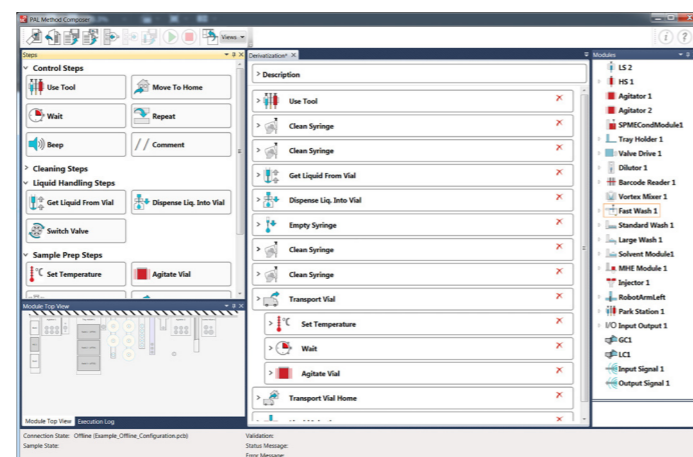 PAL Method Composer
Views
Steps
Control Steps
Use Tool
Move To Home
Wait
Repeat
Beep
// Comment
Cleaning Steps
Liquid Handling Steps
Get Liquid From Vial
Dispense Liq. Into Vial
Switch Valve
Sample Prep Steps
°C Set Temperature
Agitate Vial
Module Top View
Module Top View Execution Log
Derivatization* X
> Description
> Use Tool
> Clean Syringe
> Clean Syringe
> Get Liquid From Vial
> Dispense Liq. Into Vial
> Empty Syringe
> Clean Syringe
> Clean Syringe
> Transport Vial
> °C Set Temperature
> Wait
> Agitate Vial
> Transport Vial Home
Modules
LS 2
HS 1
Agitator 1
Agitator 2
SPMECondModule1
Tray Holder 1
Valve Drive 1
Dilutor 1
Barcode Reader 1
Vortex Mixer 1
Fast Wash 1
Standard Wash 1
Large Wash 1
Solvent Module1
MHE Module 1
Injector 1
RobotArmLeft
Park Station 1
I/O Input Output 1
GC1
LC1
Input Signal 1
Output Signal 1
Connection State: Offline (Example_Offline_Configuration.pcb)
Sample State:
Validation:
Status Message:
Error Message: